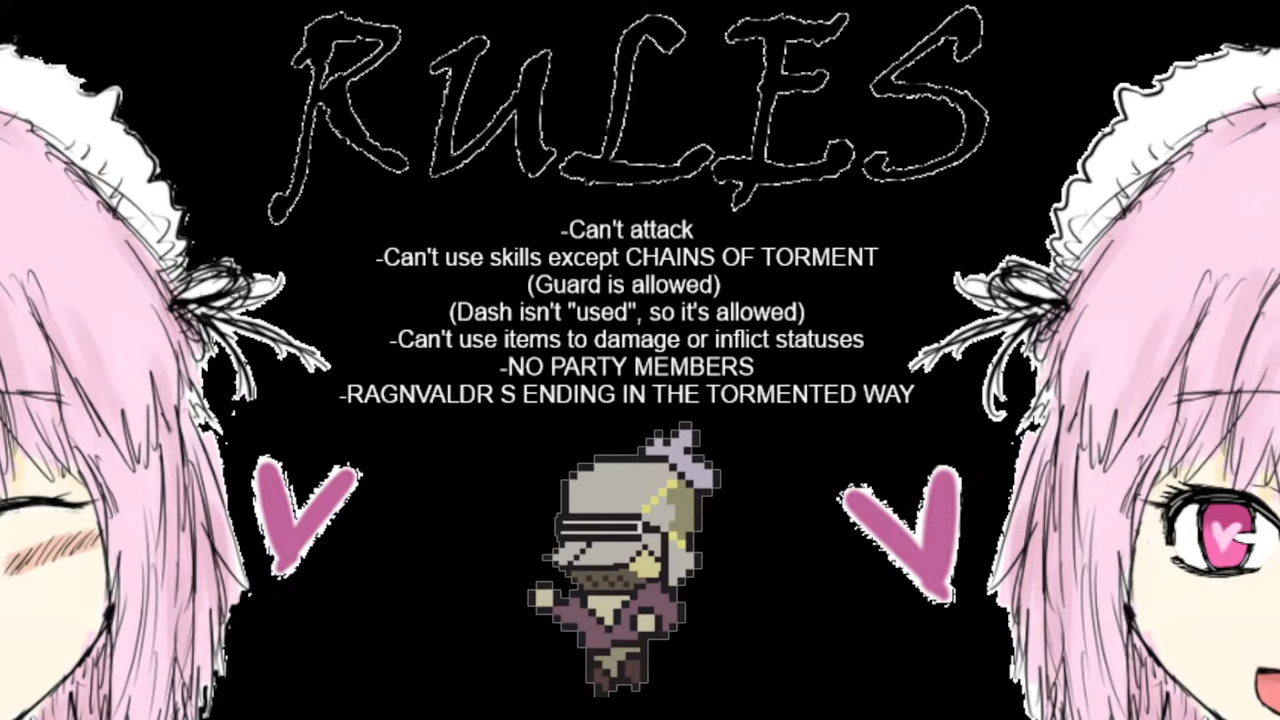 RULES
-Can't attack
-Can't use skills except CHAINS OF TORMENT
(Guard is allowed)
(Dash isn't "used", so it's allowed)
-Can't use items to damage or inflict statuses
-NO PARTY MEMBERS
-RAGNVALDR S ENDING IN THE TORMENTED WAY